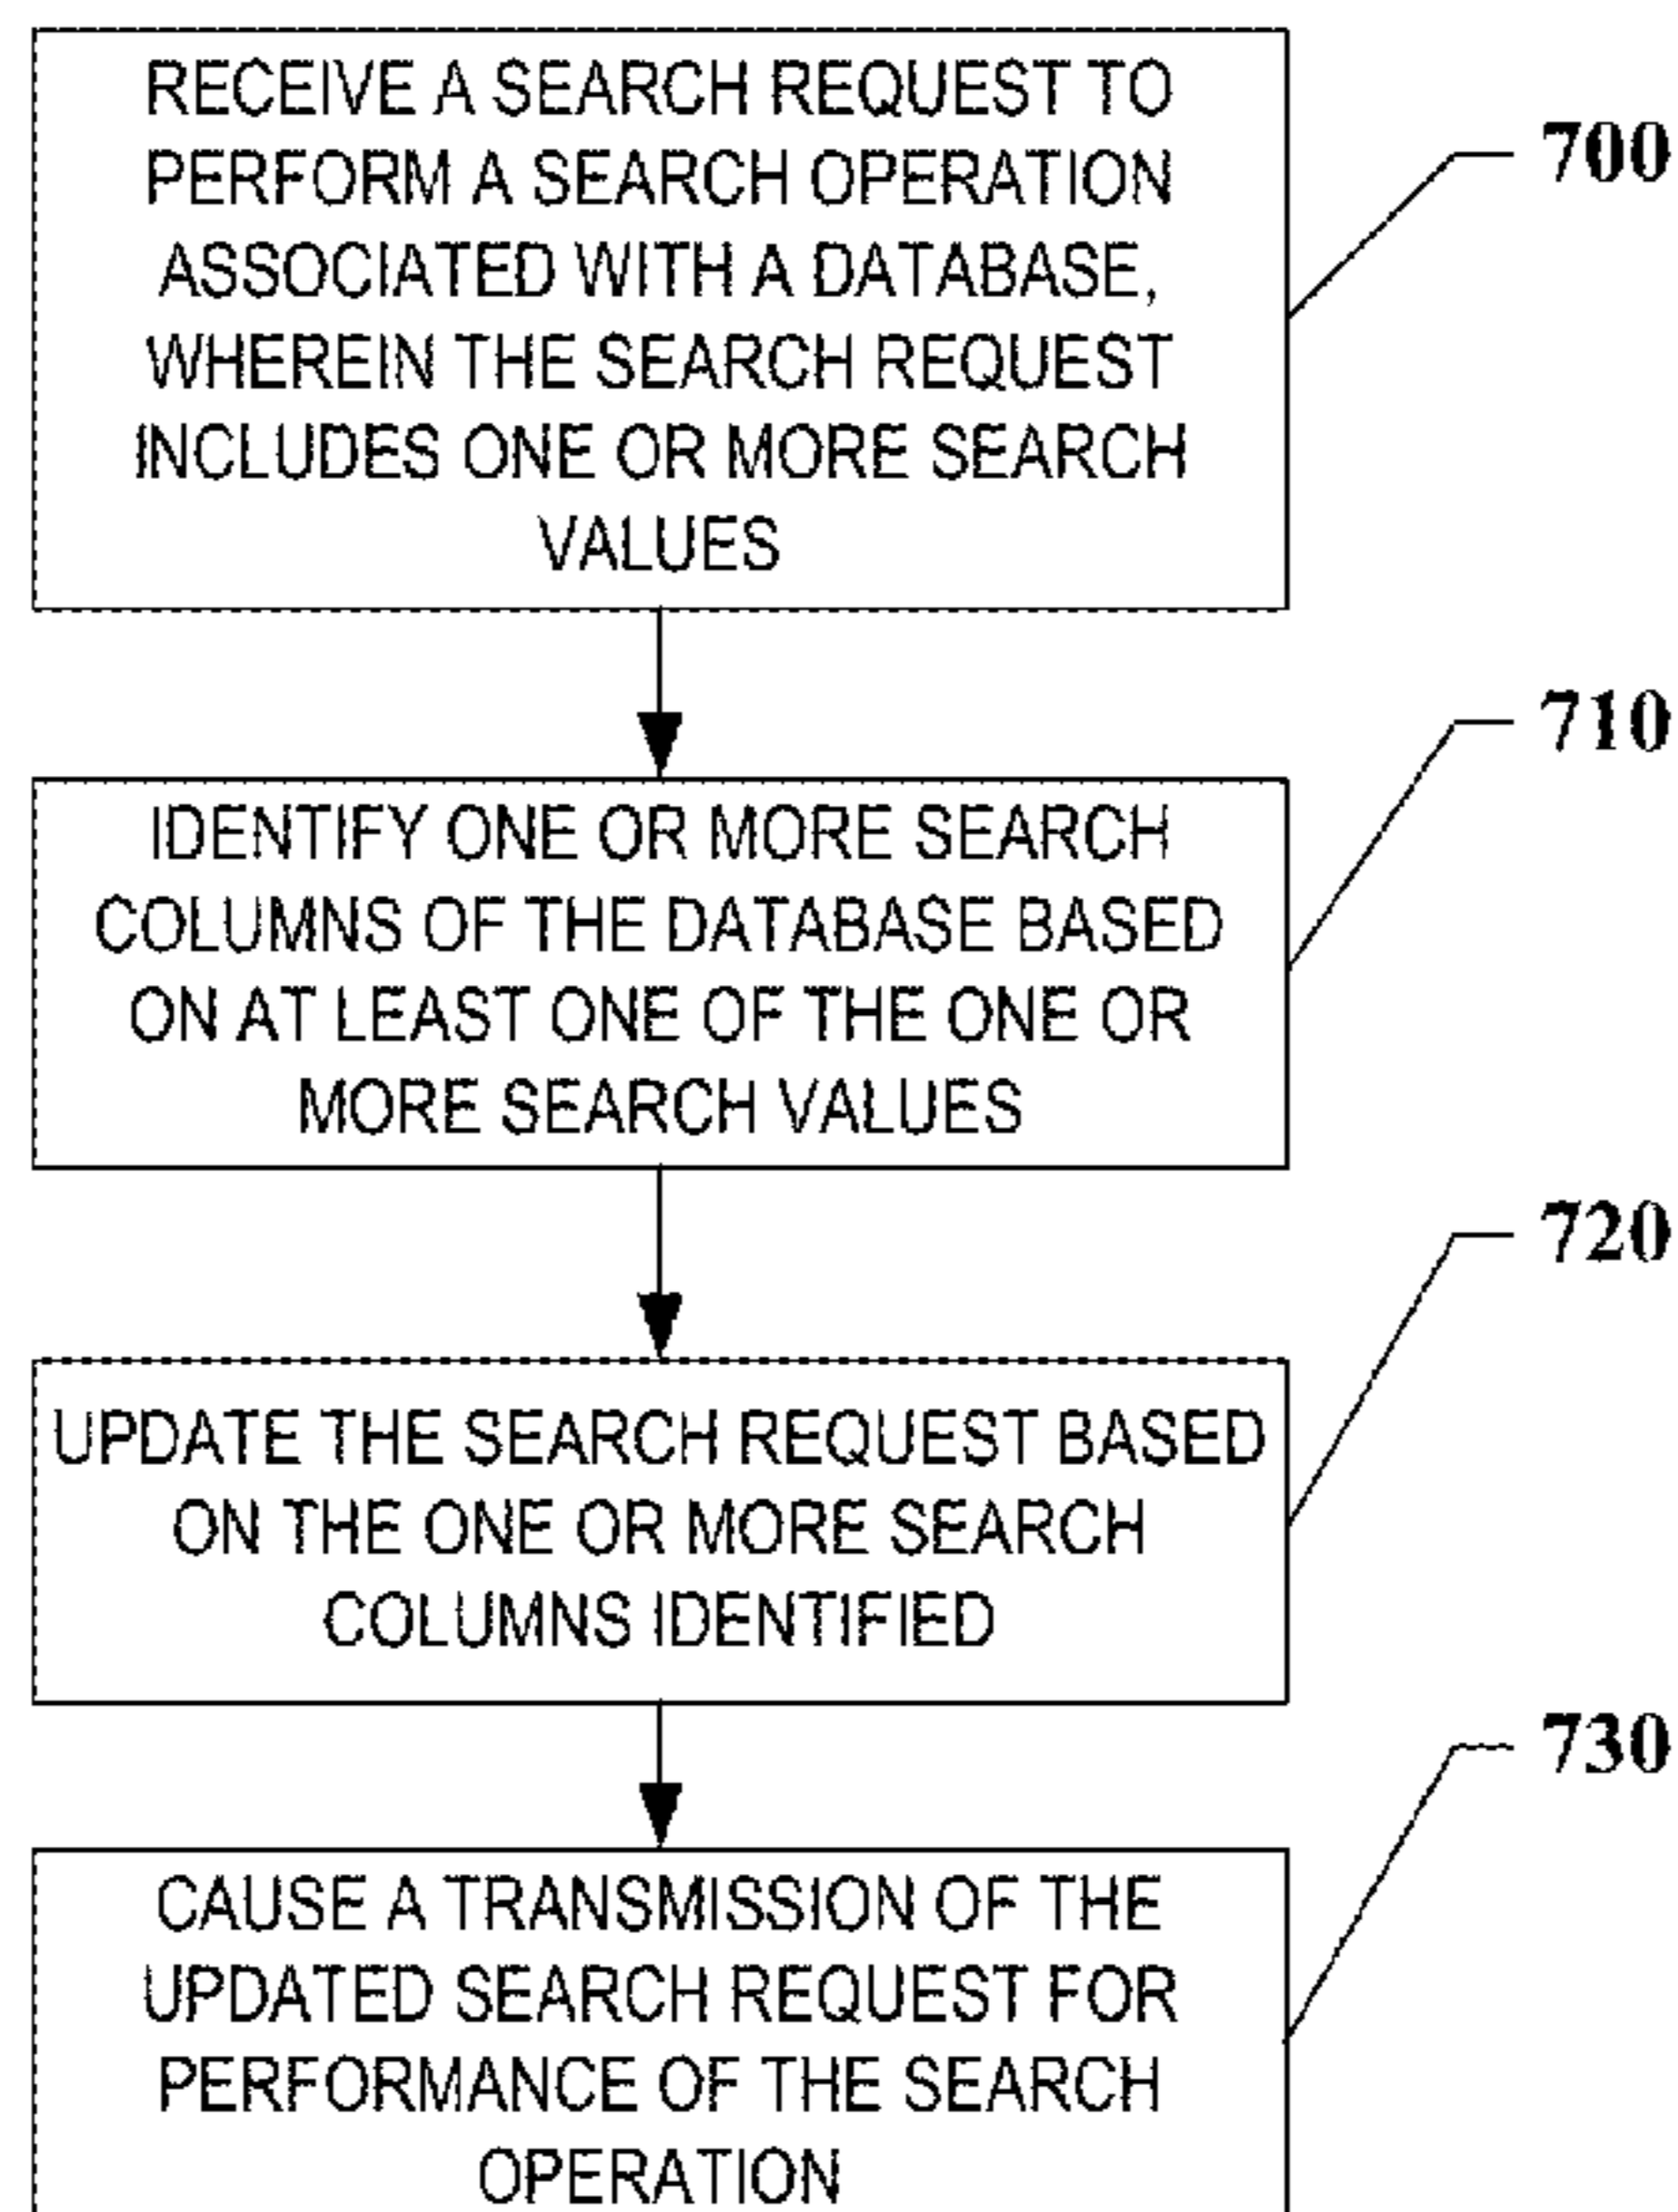 RECEIVE A SEARCH REQUEST TO
PERFORM A SEARCH OPERATION
ASSOCIATED WITH A DATABASE,
WHEREIN THE SEARCH REQUEST
INCLUDES ONE OR MORE SEARCH
VALUES
700
IDENTIFY ONE OR MORE SEARCH
COLUMNS OF THE DATABASE BASED
ON AT LEAST ONE OF THE ONE OR
MORE SEARCH VALUES
710
UPDATE THE SEARCH REQUEST BASED
ON THE ONE OR MORE SEARCH
COLUMNS IDENTIFIED
720
CAUSE A TRANSMISSION OF THE
UPDATED SEARCH REQUEST FOR
PERFORMANCE OF THE SEARCH
OPERATION
730